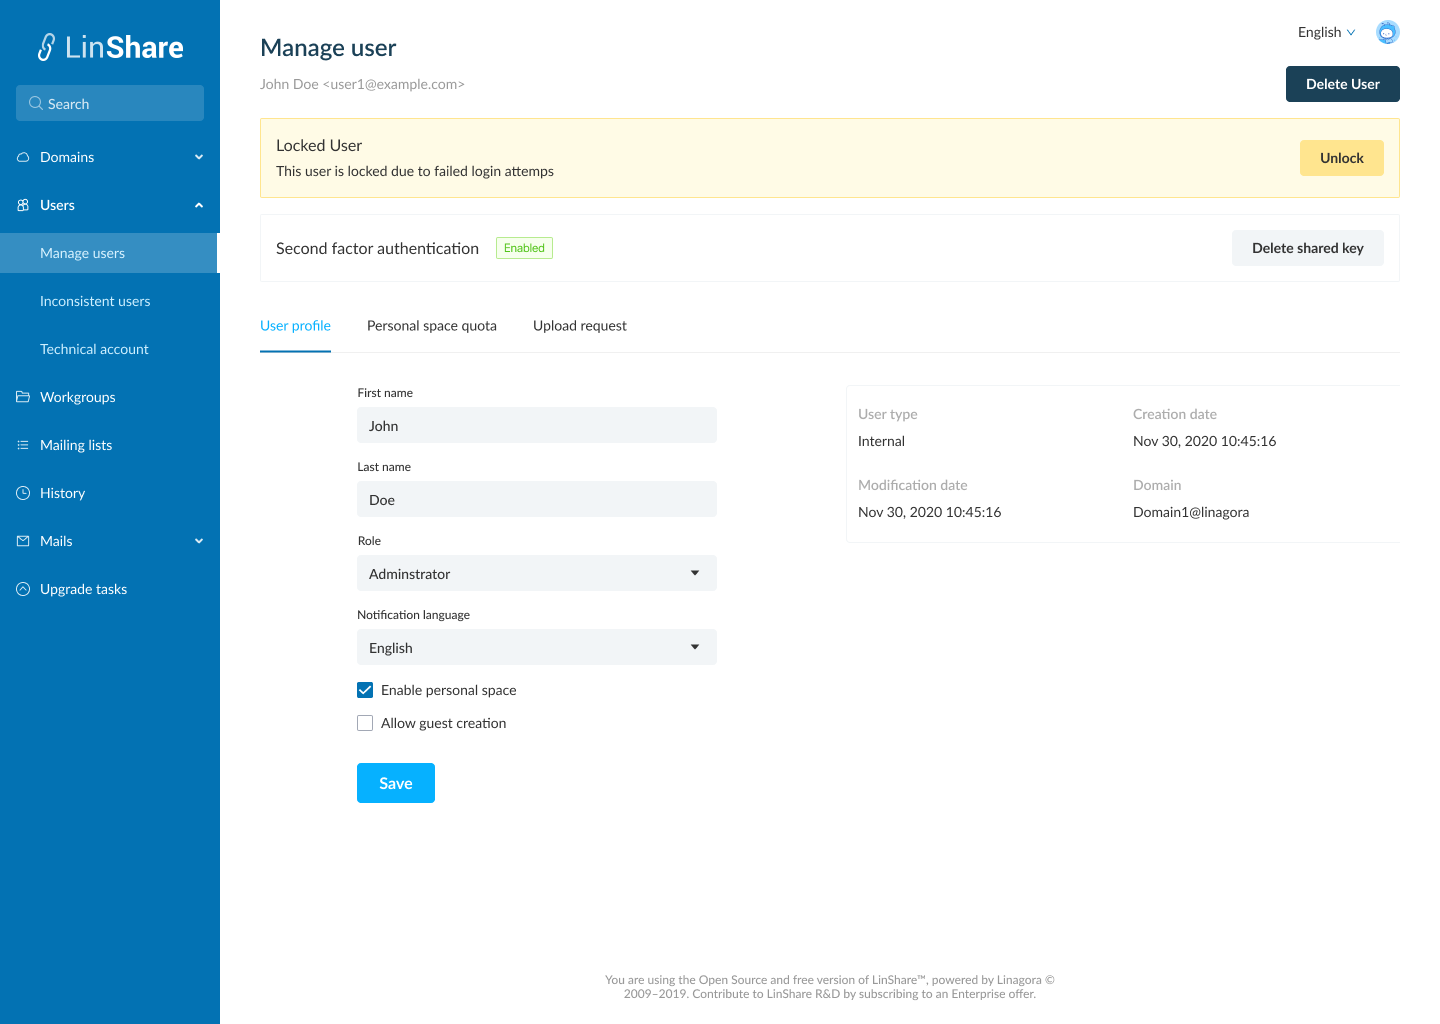 LinShare
Search
Domains
Users
Manage users
Inconsistent users
Technical account
Workgroups
Mailing lists
History
Mails
Upgrade tasks
English
Manage user
John Doe <user1@example.com>
Delete User
Locked User
This user is locked due to failed login attemps
Unlock
Second factor authentication Enabled
Delete shared key
User profile Personal space quota Upload request
First name
John
Last name
Doe
Role
Adminstrator
Notification language
English
Enable personal space
Allow guest creation
Save
User type Creation date
Internal Nov 30, 2020 10:45:16
Modification date Domain
Nov 30, 2020 10:45:16 Domain1@linagora
You are using the Open Source and free version of LinShare™, powered by Linagora ©
2009–2019. Contribute to LinShare R&D by subscribing to an Enterprise offer.